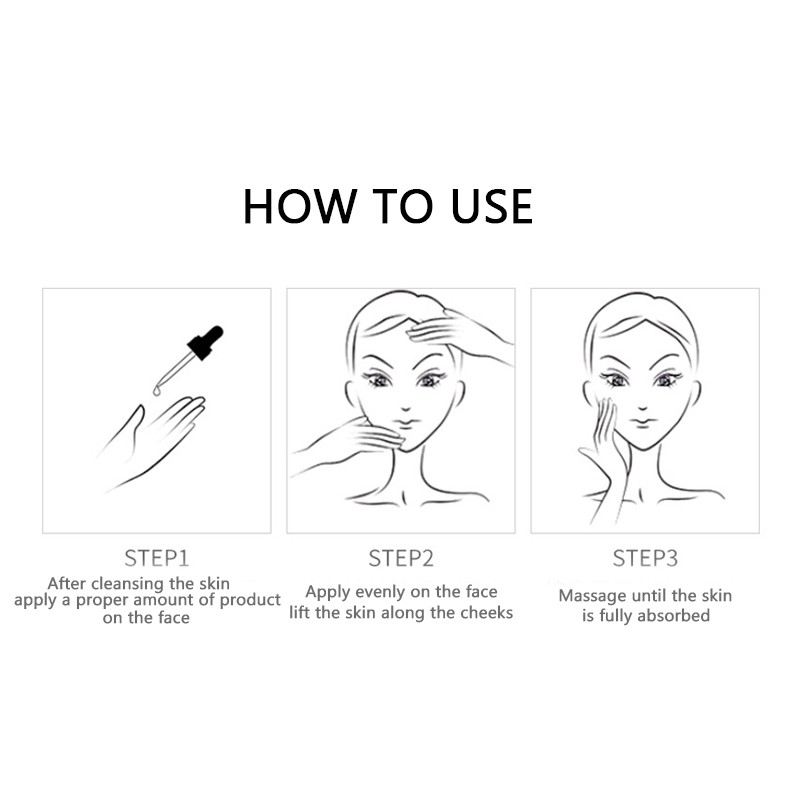 HOW TO USE
STEP1
After cleansing the skin
apply a proper amount of product
on the face
STEP2
Apply evenly on the face
lift the skin along the cheeks
STEP3
Massage until the skin
is fully absorbed